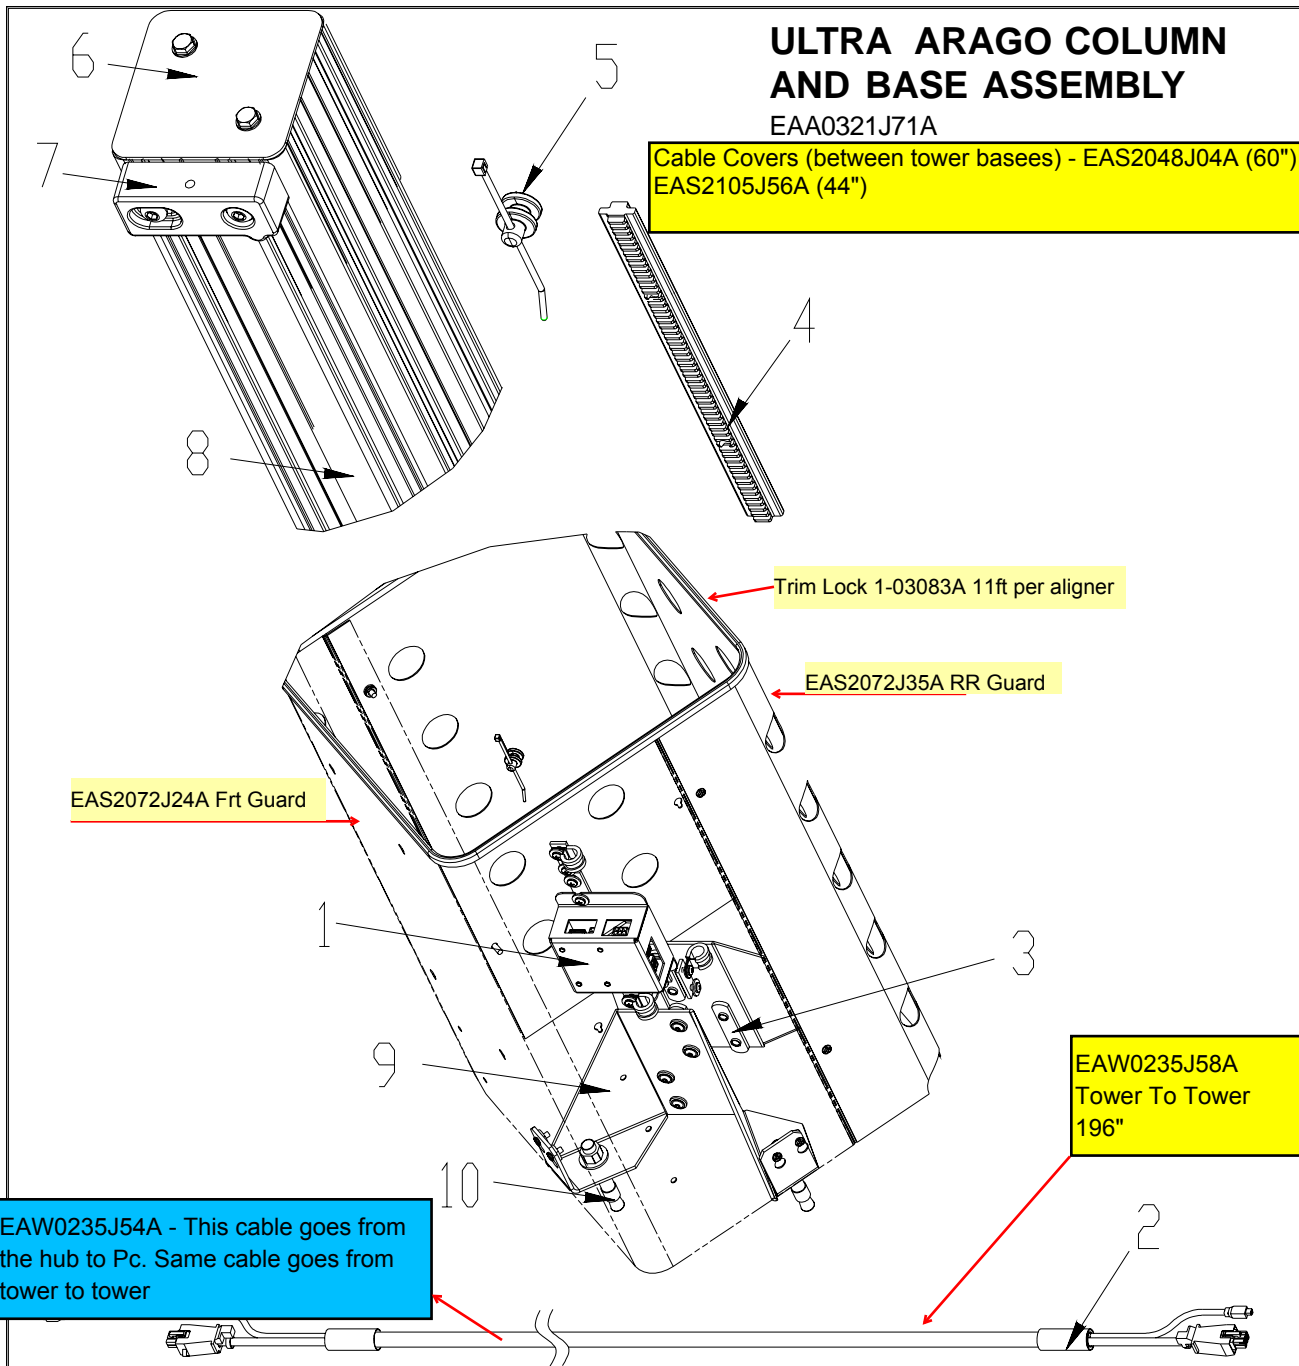 ULTRA ARAGO COLUMN
AND BASE ASSEMBLY
EAA0321J71A
Cable Covers (between tower basees) - EAS2048J04A (60")
EAS2105J56A (44")
6
5
7
4
8
Trim Lock 1-03083A 11ft per aligner
EAS2072J35A RR Guard
EAS2072J24A Frt Guard
1
3
9
EAW0235J58A
Tower To Tower
196"
10
EAW0235J54A - This cable goes from
the hub to Pc. Same cable goes from
tower to tower
2